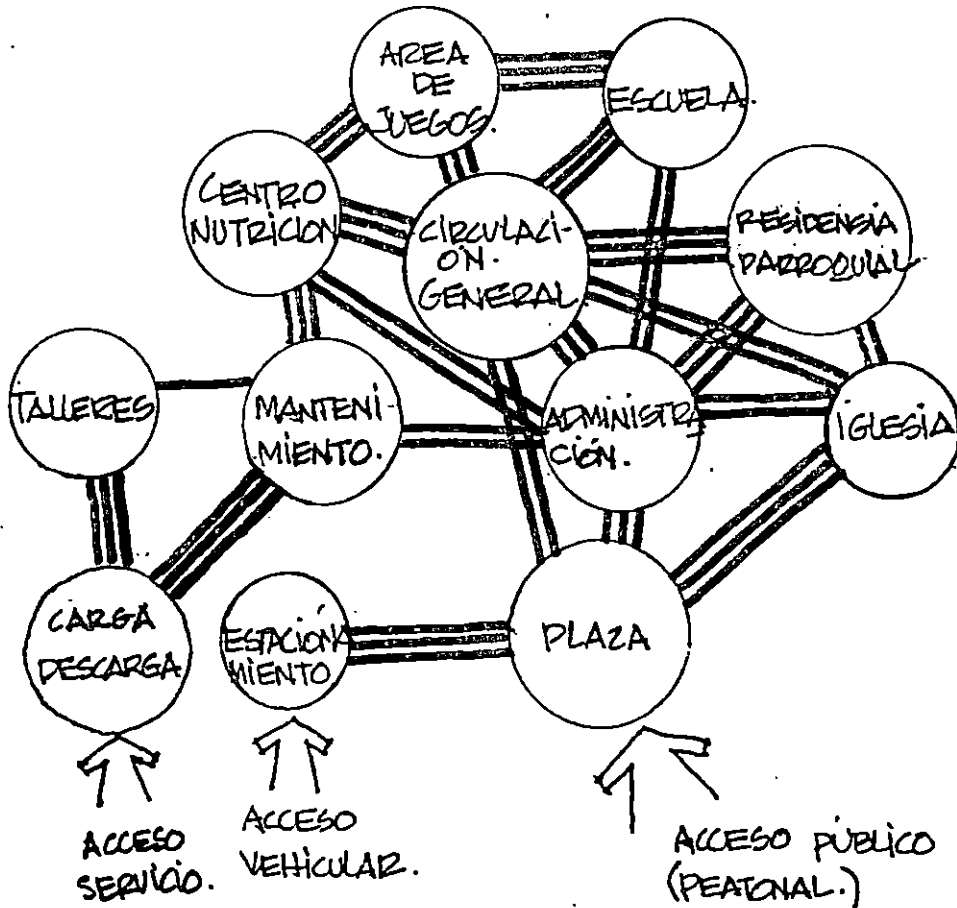 AREA
DE
JUEGOS.
ESCUELA.
CENTRO
NUTRICION
CIRCULACI-
ON.
GENERAL.
RESIDENSIA
PARROQUIAL
TALLERES
MANTENI-
MIENTO.
ADMINISTRA
CIÓN.
IGLESIA
CARGA
DESCARGA
ESTACIONA
MIENTO
PLAZA
ACCESO
SERVICIO.
ACCESO
VEHICULAR.
ACCESO PÚBLICO
(PEATONAL.)